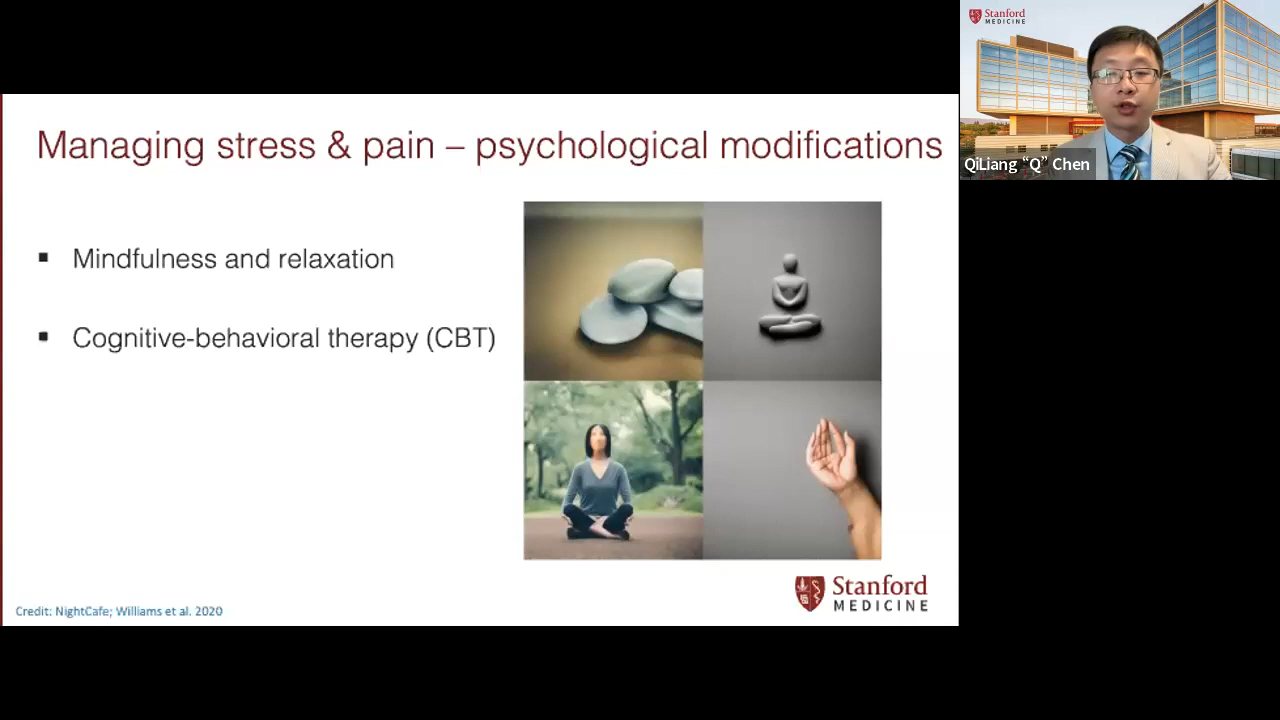 Stanford
MEDICINE
QiLiang “Q” Chen
Managing stress & pain – psychological modifications
▪ Mindfulness and relaxation
▪ Cognitive-behavioral therapy (CBT)
Credit: NightCafe; Williams et al. 2020
Stanford
MEDICINE